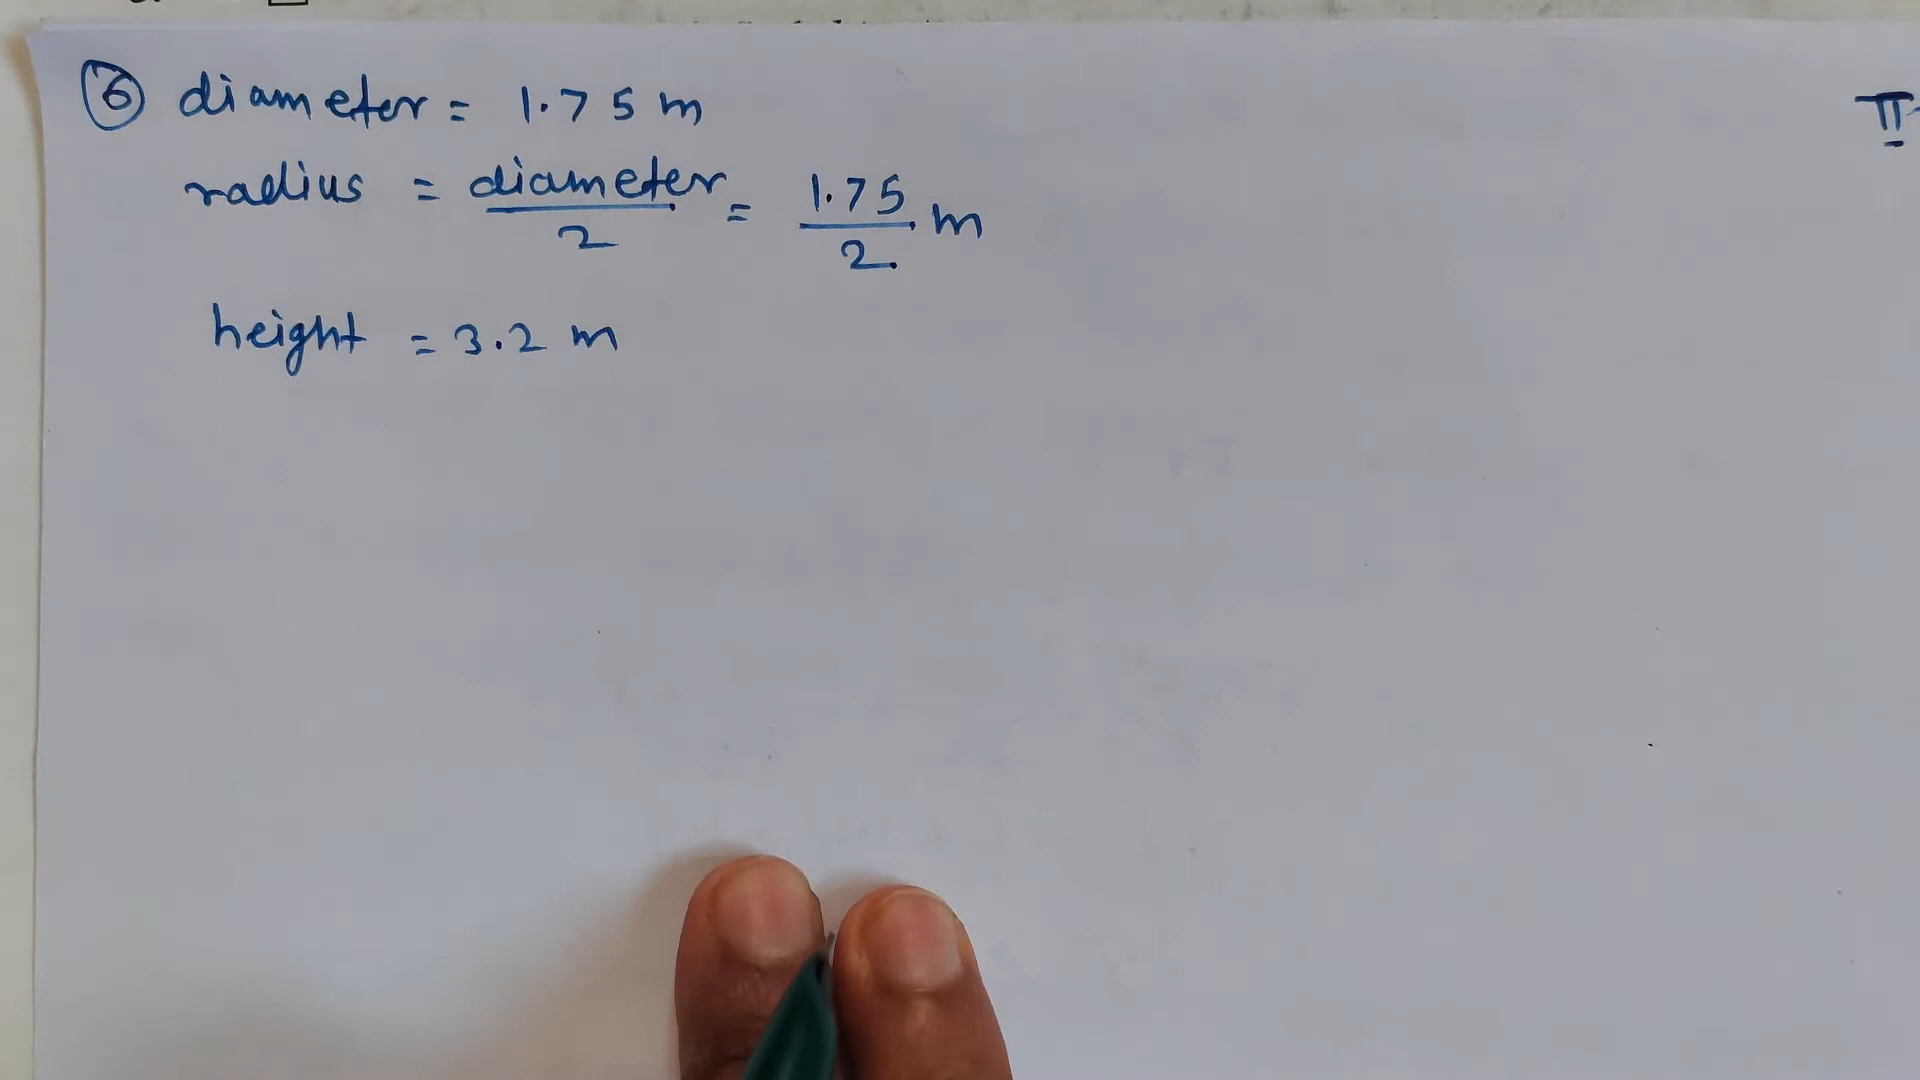 ⑥ diameter = 1.75 m
radius = diameter/2 = 1.75/2 m
height = 3.2 m
π